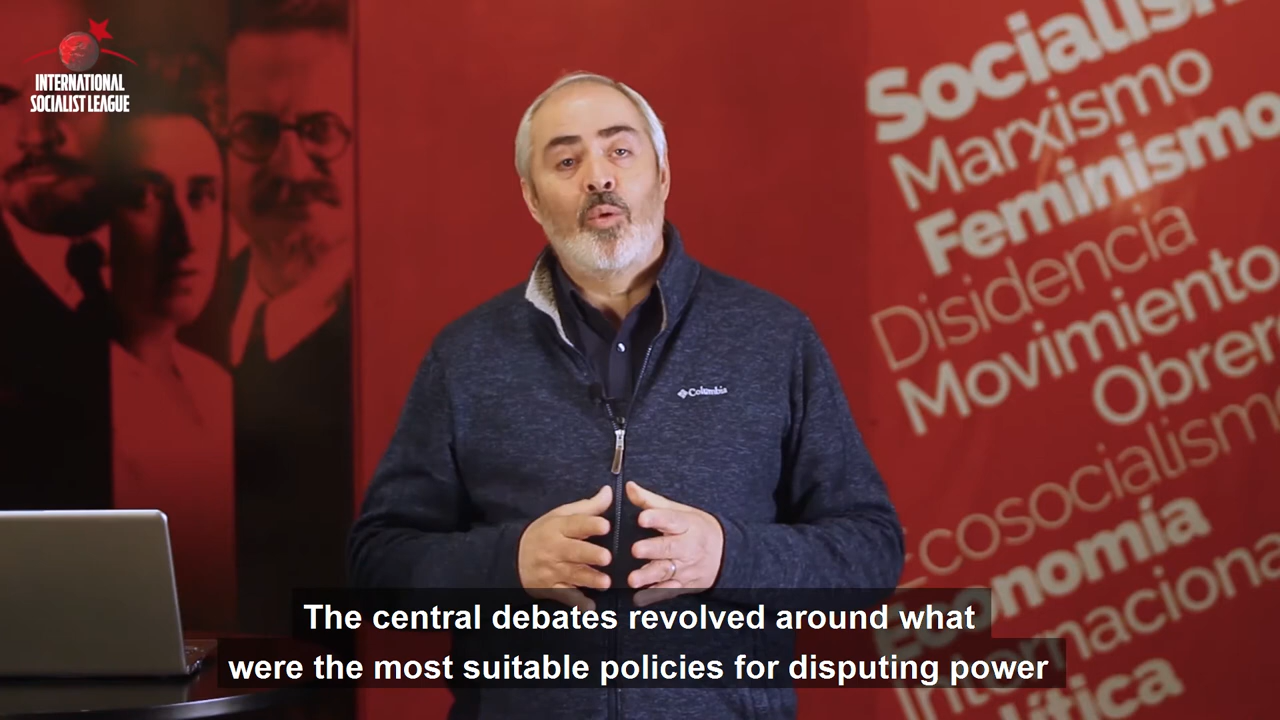 INTERNATIONAL
SOCIALIST LEAGUE
Marxismo
Feminismo
Disidencia
Movimiento
Columbia
Ecosocialismo
Economía
The central debates revolved around what
were the most suitable policies for disputing power